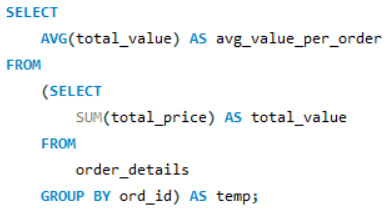 SELECT
AVG(total_value) AS avg_value_per_order
FROM
(SELECT
SUM(total_price) AS total_value
FROM
order_details
GROUP BY ord_id) AS temp;